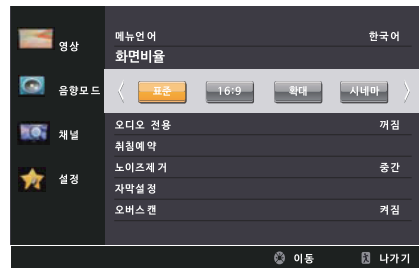 영상
음향모드
채널
설정
메뉴언어 한국어
화면비율
표준 16:9 확대 시네마
오디오 전용 꺼짐
취침예약
노이즈제거 중간
자막설정
오버스캔 켜짐
이동 나가기